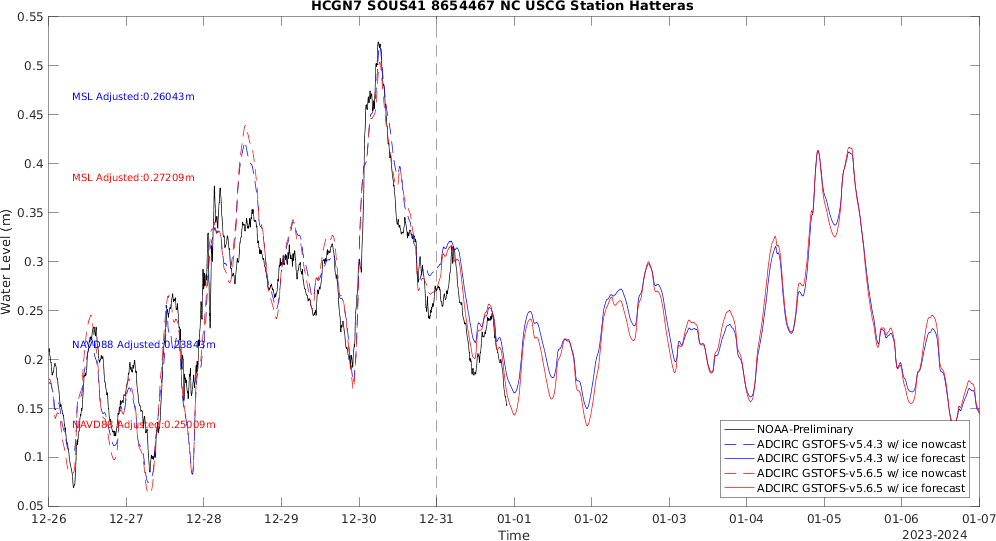 HCGN7 SOUS41 8654467 NC USCG Station Hatteras
Water Level (m)
0.55
0.5
0.45
0.4
0.35
0.3
0.25
0.2
0.15
0.1
0.05
MSL Adjusted:0.26043m
MSL Adjusted:0.27209m
NAVD88 Adjusted:0.23843m
NAVD88 Adjusted:0.25009m
NOAA-Preliminary
ADCIRC GSTOFS-v5.4.3 w/ ice nowcast
ADCIRC GSTOFS-v5.4.3 w/ ice forecast
ADCIRC GSTOFS-v5.6.5 w/ ice nowcast
ADCIRC GSTOFS-v5.6.5 w/ ice forecast
12-26 12-27 12-28 12-29 12-30 12-31 01-01 01-02 01-03 01-04 01-05 01-06 01-07
Time
2023-2024